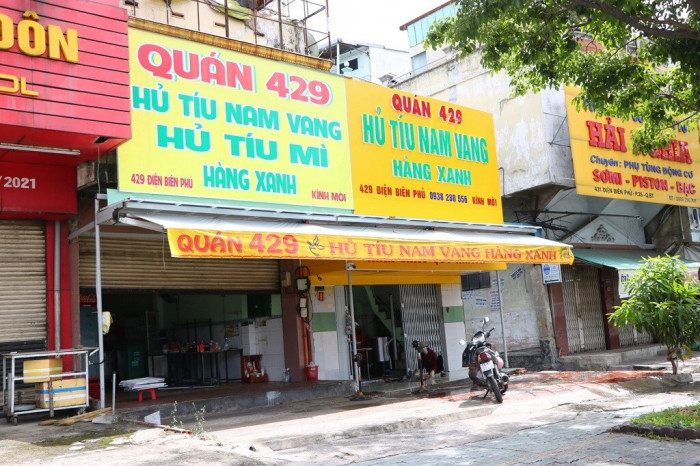 ĐÔN
OL
/2021
QUÁN 429
HỦ TÍU NAM VANG
HỦ TÍU MÌ
429 ĐIỆN BIÊN PHỦ HÀNG XANH KÍNH MỜI
QUÁN 429
HỦ TÍU NAM VANG
HÀNG XANH
429 ĐIỆN BIÊN PHỦ 0938 280 556 KÍNH MỜI
QUÁN 429 HỦ TÍU NAM VANG HÀNG XANH
HẢI
Chuyên: PHỤ TÙNG ĐỘNG CƠ
SƠMI - PISTON - BẠC